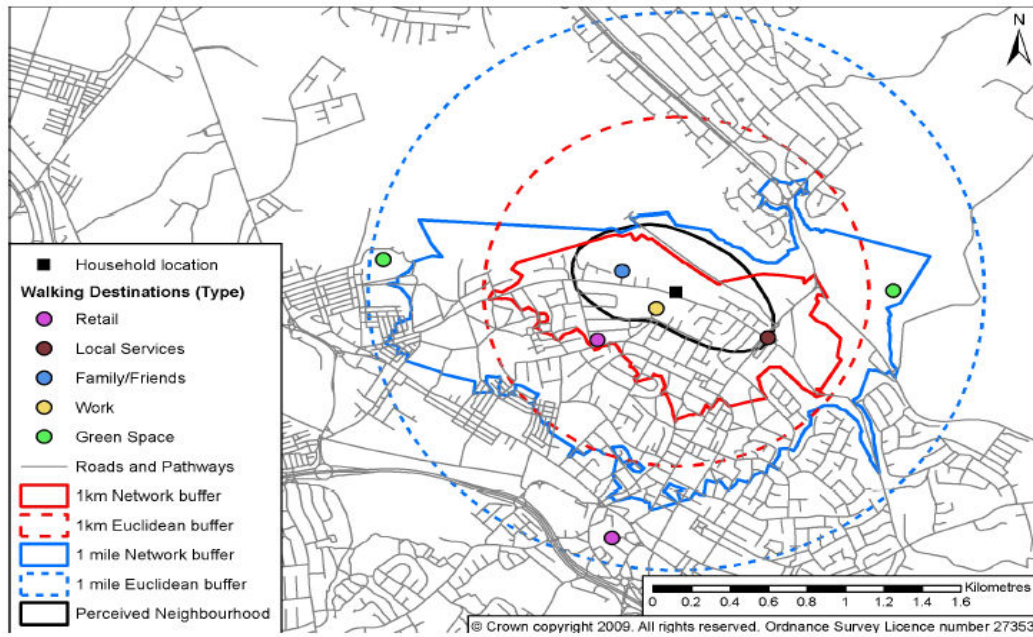 N
Household location
Walking Destinations (Type)
Retail
Local Services
Family/Friends
Work
Green Space
Roads and Pathways
1km Network buffer
1km Euclidean buffer
1 mile Network buffer
1 mile Euclidean buffer
Perceived Neighbourhood
Kilometres
0 0.2 0.4 0.6 0.8 1 1.2 1.4 1.6
© Crown copyright 2009. All rights reserved. Ordnance Survey Licence number 27353